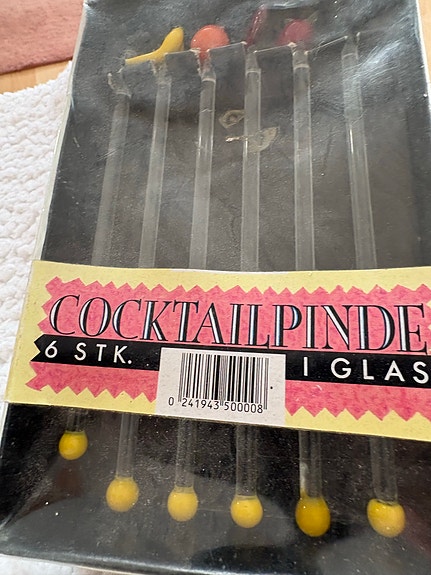 COCKTAILPINDE
6 STK. I GLAS
0 241943 500008